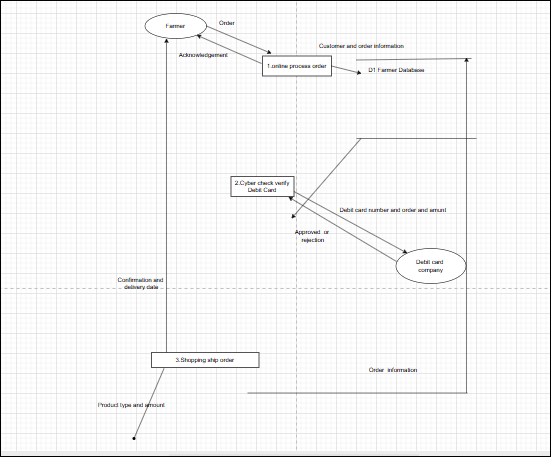 Farmer
Order
Acknowledgement
Customer and order information
1.online process order
D1 Farmer Database
2.Cyber check verify
Debit Card
Debit card number and order and amunt
Approved or
rejection
Debit card
company
Confirmation and
delivery date
3.Shopping ship order
Order information
Product type and amount